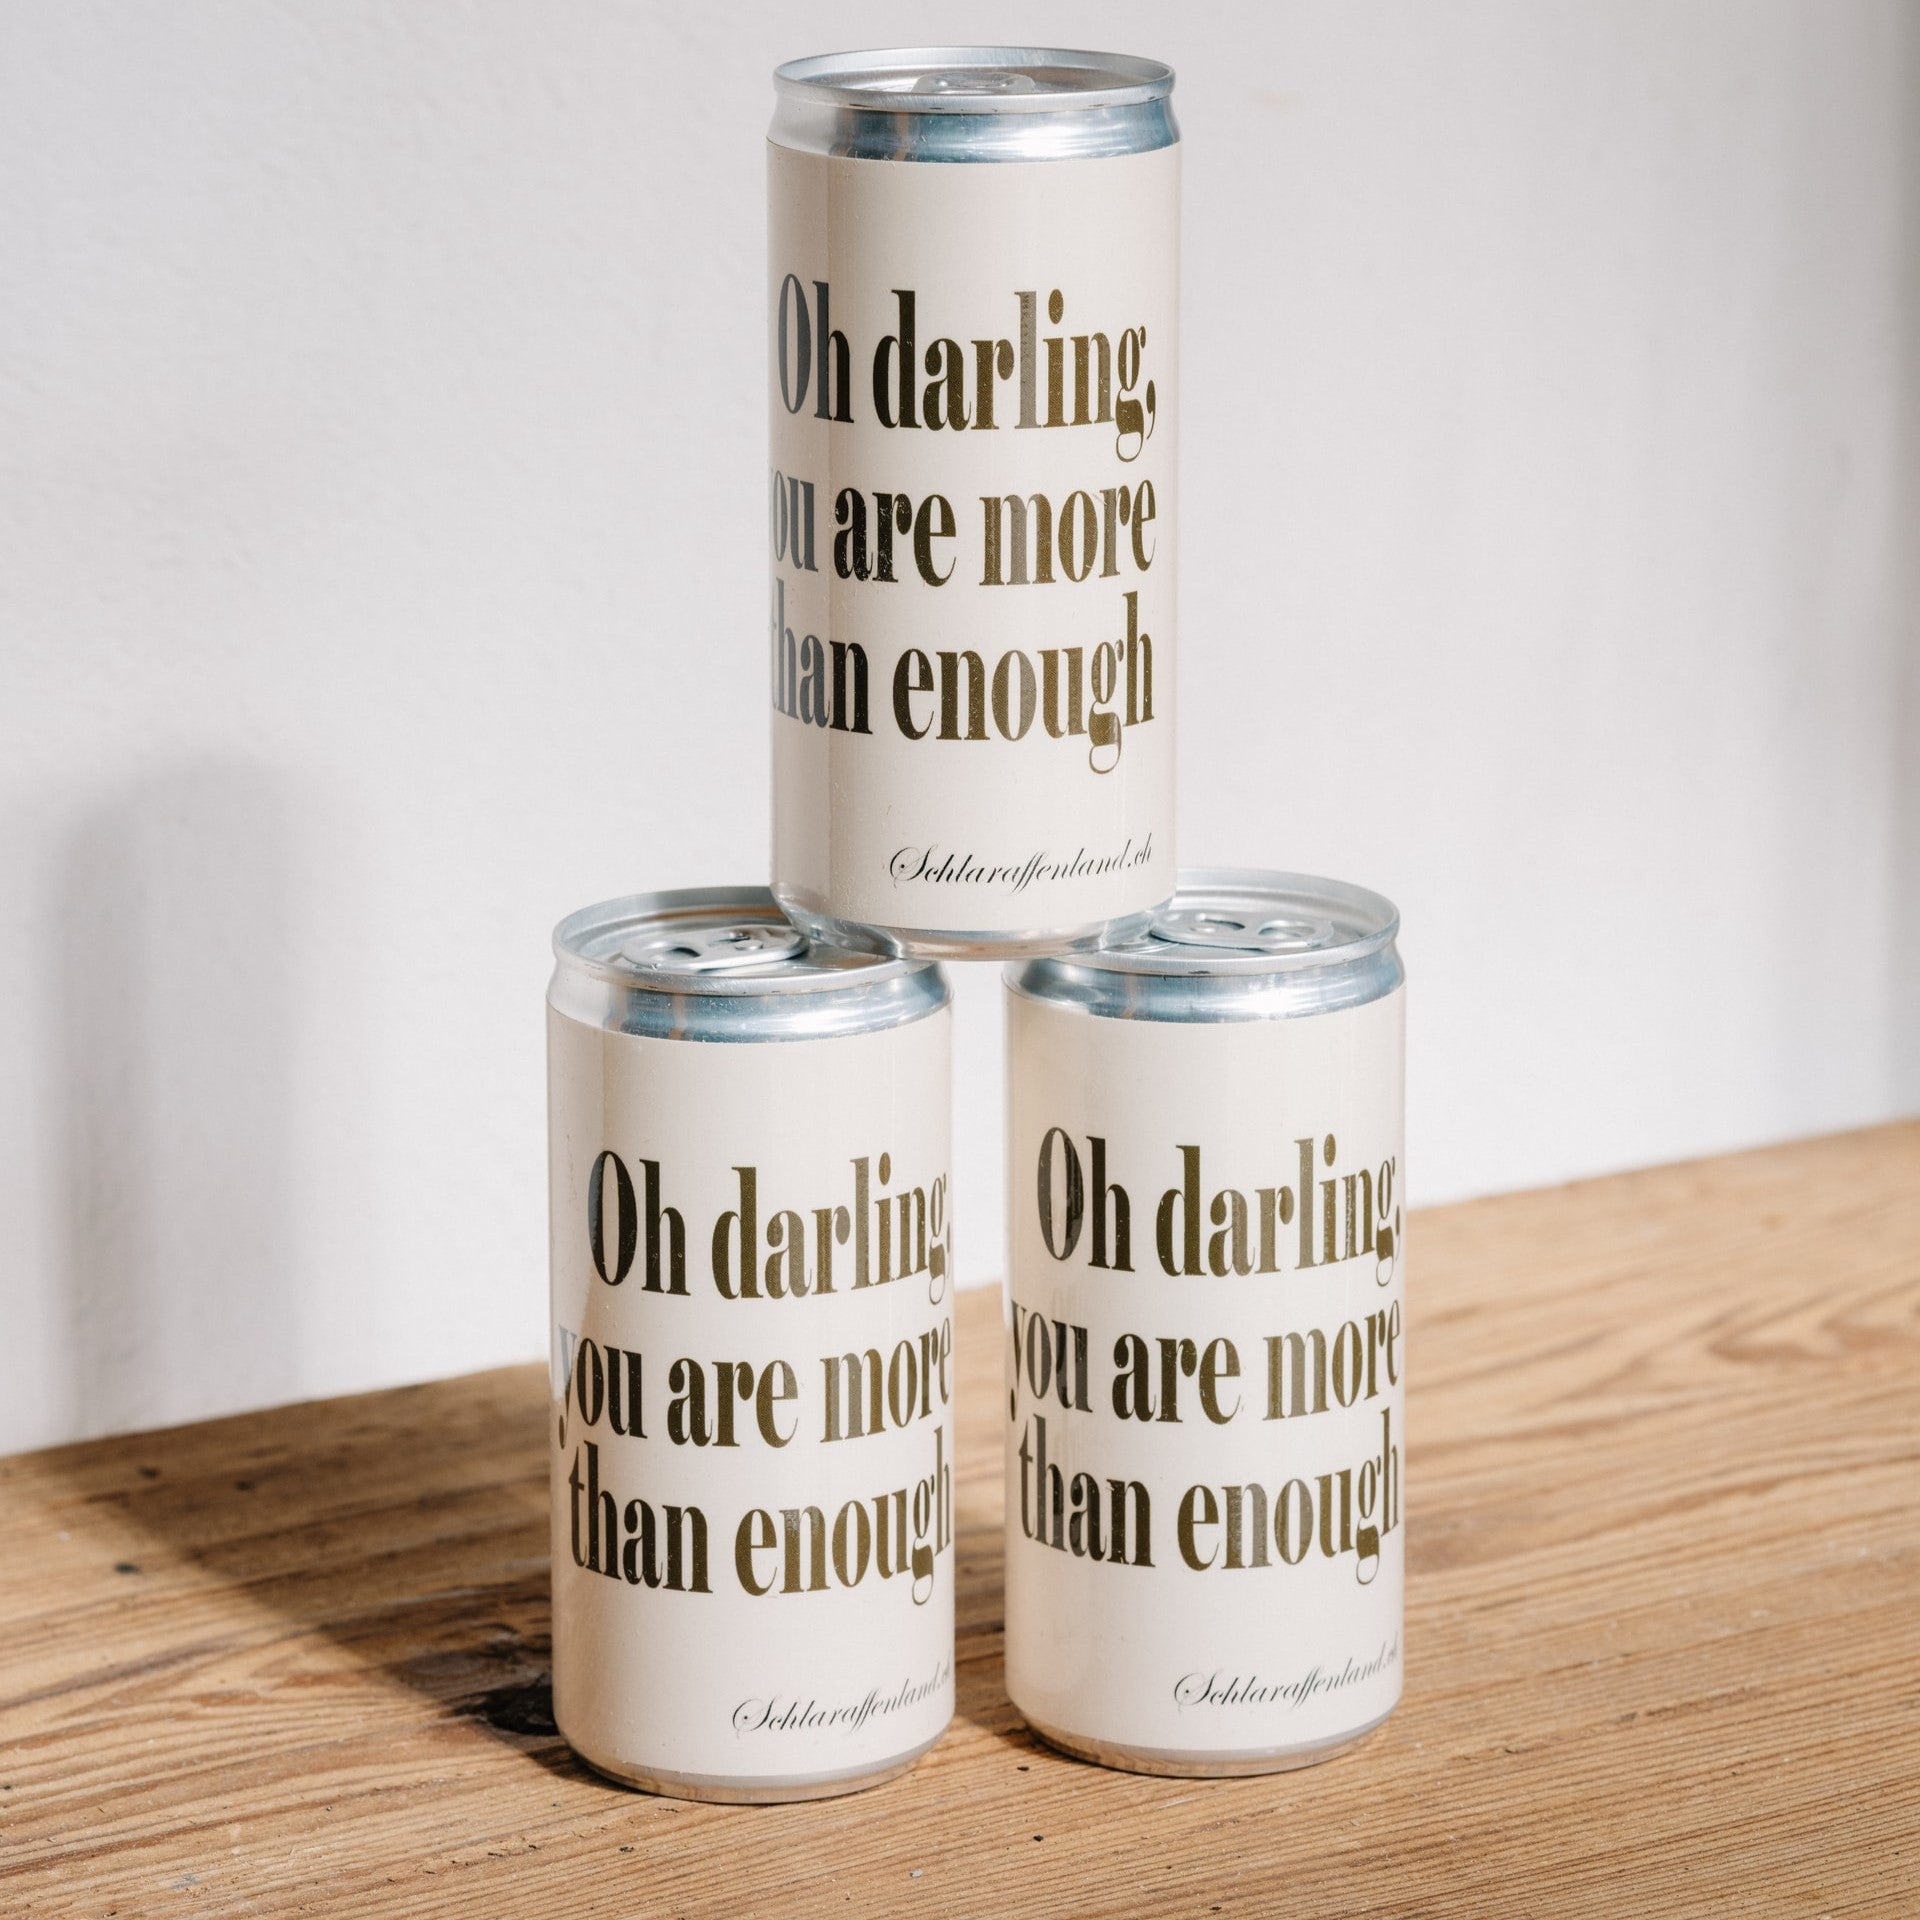 Oh darling,
you are more
than enough
Schlaraffenland.ch
Oh darling,
you are more
than enough
Schlaraffenland.ch
Oh darling,
you are more
than enough
Schlaraffenland.ch